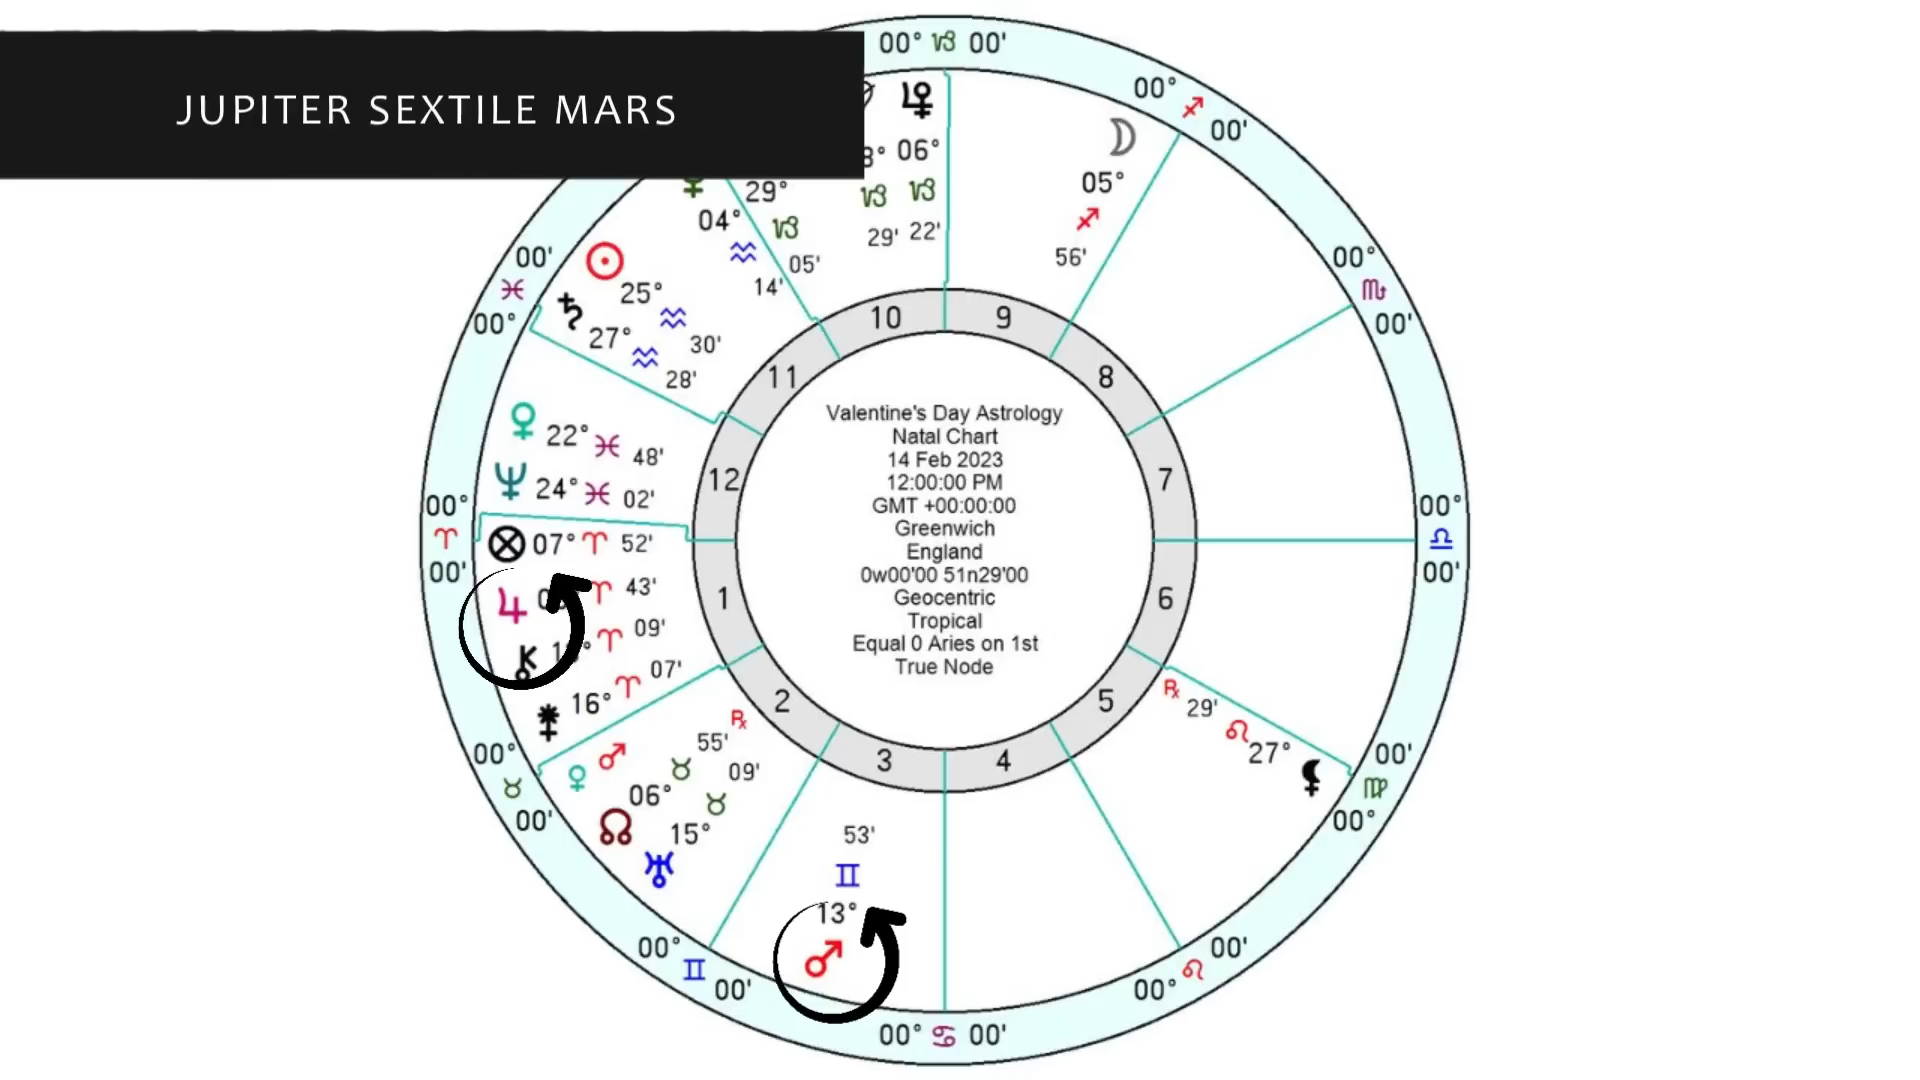 JUPITER SEXTILE MARS
00° ♑ 00'
00° ♐ 00'
06° ♑ 22'
♑ 29'
05° ♐ 56'
29° ♑ 05'
04° ♒ 14'
25° ♒ 30'
27° ♒ 28'
00' ♓ 00°
00° ♏ 00'
10 9
11 8
12 7
1 6
2 5
3 4
22° ♓ 48'
24° ♓ 02'
00° ♈ 00'
07° ♈ 52'
♈ 43'
♈ 09'
16° ♈ 07'
Valentine's Day Astrology
Natal Chart
14 Feb 2023
12:00:00 PM
GMT +00:00:00
Greenwich
England
0w00'00 51n29'00
Geocentric
Tropical
Equal 0 Aries on 1st
True Node
00° ♎ 00'
℞ 29' ♌ 27°
00° ♉ 00'
06° ♉ 55' ℞
15° ♉ 09'
00' ♍ 00°
53'
♊
13°
00° ♊ 00'
00° ♌ 00'
00° ♋ 00'